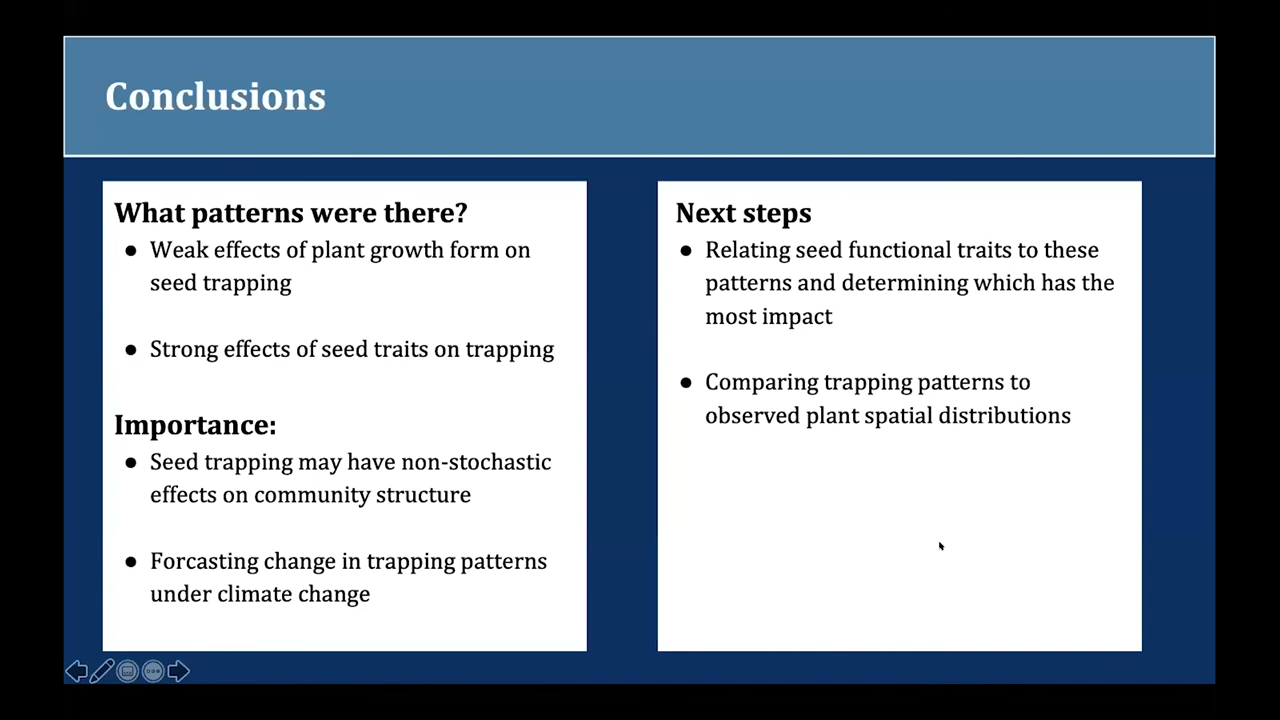 Conclusions
What patterns were there?
● Weak effects of plant growth form on
seed trapping
● Strong effects of seed traits on trapping
Importance:
● Seed trapping may have non-stochastic
effects on community structure
● Forcasting change in trapping patterns
under climate change
Next steps
● Relating seed functional traits to these
patterns and determining which has the
most impact
● Comparing trapping patterns to
observed plant spatial distributions